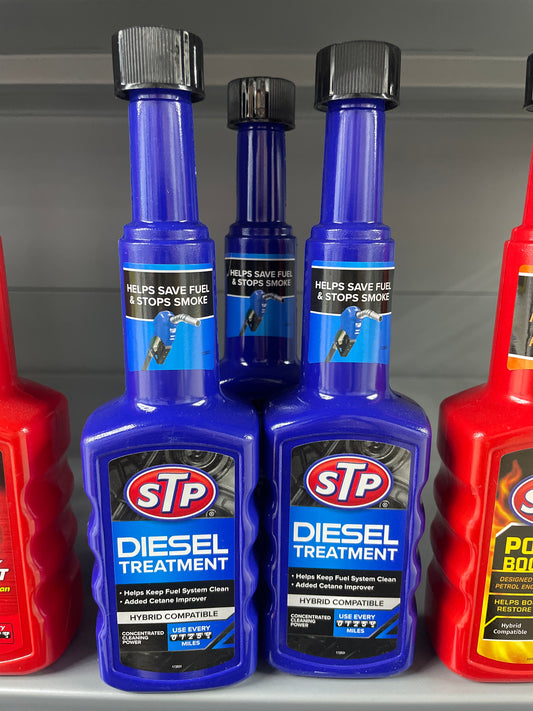 HELPS SAVE FUEL
& STOPS SMOKE
HELPS SAVE FUEL
& STOPS SMOKE
HELPS SAVE FUEL
& STOPS SMOKE
STP
®
DIESEL
TREATMENT
• Helps Keep Fuel System Clean
• Added Cetane Improver
HYBRID COMPATIBLE
CONCENTRATED
CLEANING
POWER
USE EVERY
MILES
STP
®
DIESEL
TREATMENT
• Helps Keep Fuel System Clean
• Added Cetane Improver
HYBRID COMPATIBLE
CONCENTRATED
CLEANING
POWER
USE EVERY
MILES
DESIGNED
PETROL EN
HELPS BO
RESTORE
Hybrid
Compatible